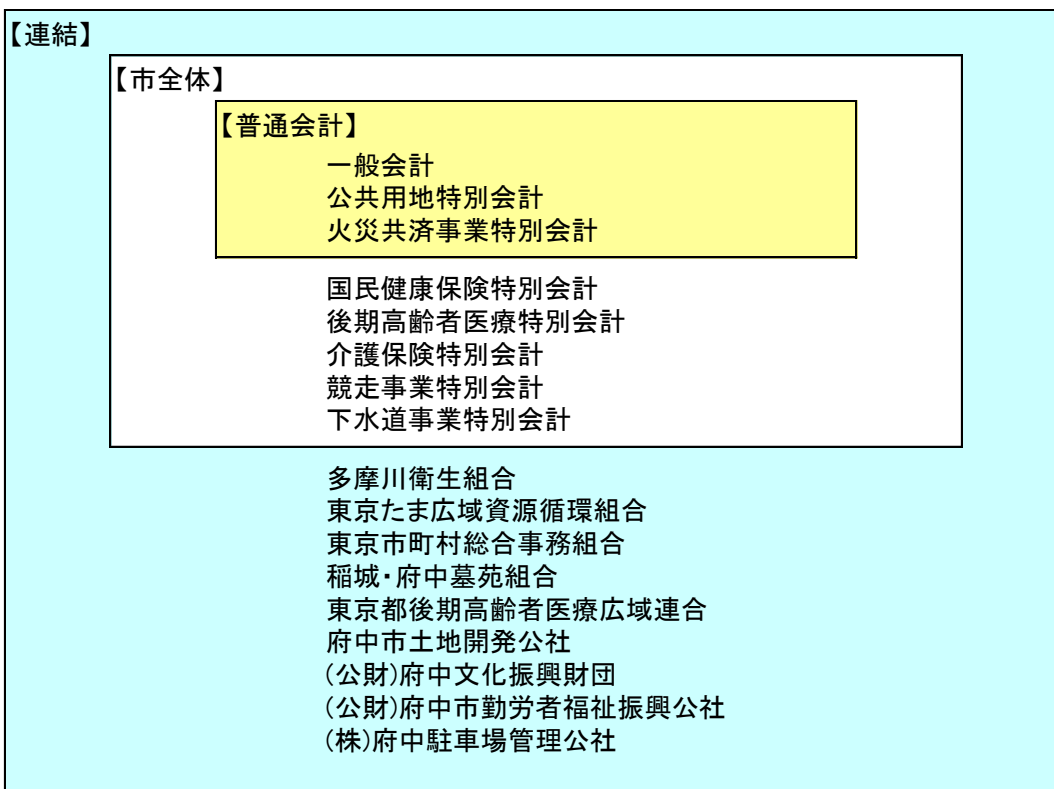 【連結】
【市全体】
【普通会計】
一般会計
公共用地特別会計
火災共済事業特別会計
国民健康保険特別会計
後期高齢者医療特別会計
介護保険特別会計
競走事業特別会計
下水道事業特別会計
多摩川衛生組合
東京たま広域資源循環組合
東京市町村総合事務組合
稲城・府中墓苑組合
東京都後期高齢者医療広域連合
府中市土地開発公社
(公財)府中文化振興財団
(公財)府中市勤労者福祉振興公社
(株)府中駐車場管理公社